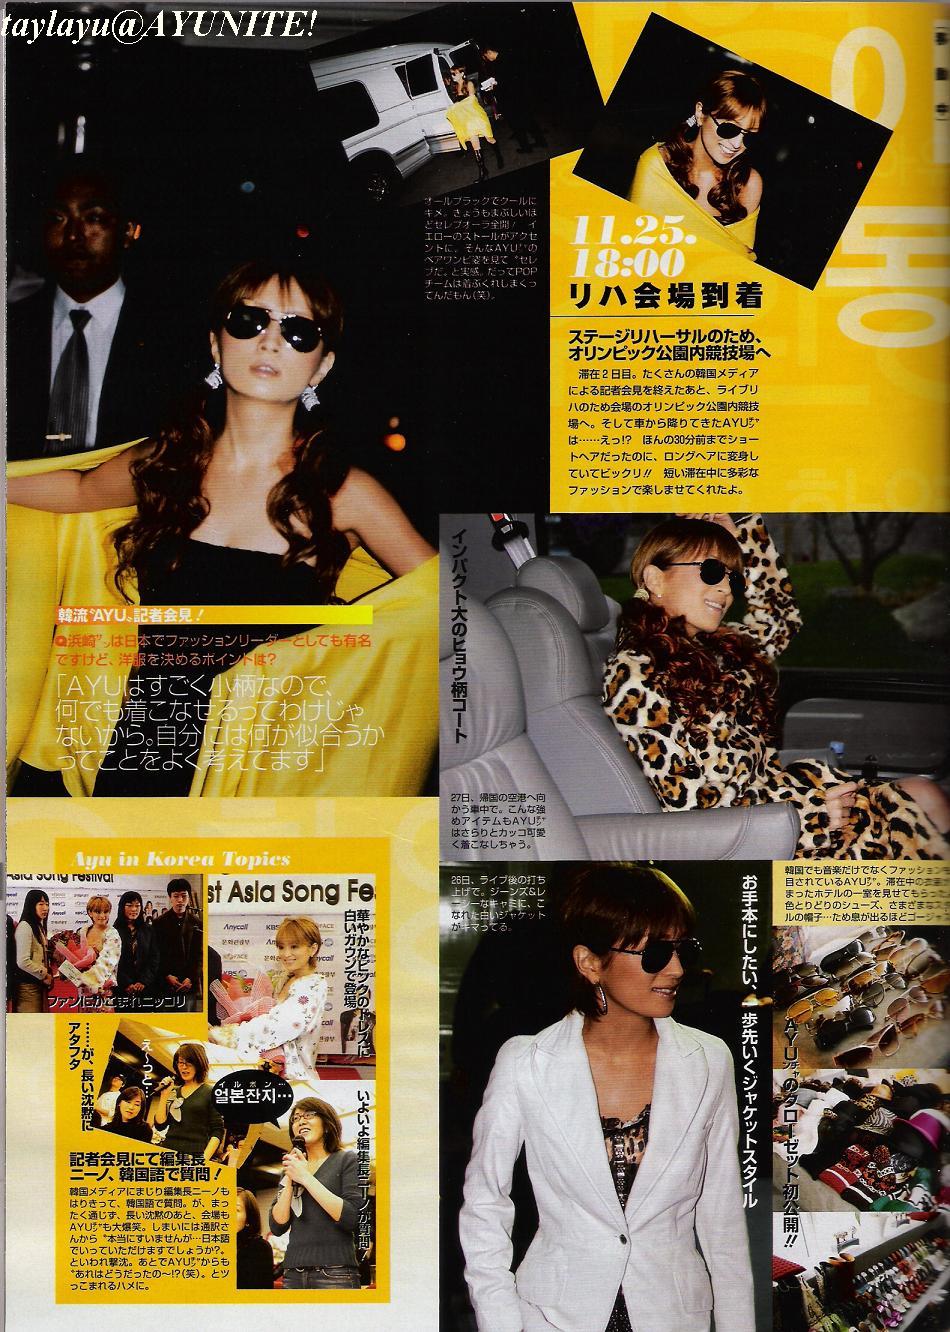 taylayu@AYUNITE!
オールブラックでクールに
キメ。きょうもまぶしいほ
どセレブオーラ全開！ イ
エローのストールがアクセ
ントに。そんなAYUの
ベアワンピ姿を見て〝セレ
ブだ〟と実感。だってPOP
チームは着ぶくれしまくっ
てんだもん（笑）。
11.25.
18:00
リハ会場到着
ステージリハーサルのため、
オリンピック公園内競技場へ
滞在２日目。たくさんの韓国メディア
による記者会見を終えたあと、ライブリ
ハのため会場のオリンピック公園内競技
場へ。そして車から降りてきたAYU
は……えっ!? ほんの30分前までショー
トヘアだったのに、ロングヘアに変身し
ていてビックリ!! 短い滞在中に多彩な
ファッションで楽しませてくれたよ。
韓流〝AYU〟記者会見！
Q浜崎は日本でファッションリーダーとしても有名
ですけど、洋服を決めるポイントは？
「AYUはすごく小柄なので、
何でも着こなせるってわけじゃ
ないから。自分には何が似合うか
ってことをよく考えてます」
インパクト大のヒョウ柄コート
27日、帰国の空港へ向
かう車中で。こんな強
めアイテムもAYU
はさらりとカッコ可愛
く着こなしちゃう。
Ayu in Korea Topics
Asia Song Festival
st Asia Song Fes
ファンにかこまれニッコリ
華やかなピンクのドレスに
白いガウンで登場
……が、長い沈黙に
アタフタ
え〜っと…
イルボン…
일본잔지…
いよいよ編集長ニーノが質問！
記者会見にて編集長
ニーノ、韓国語で質問！
韓国メディアにまじり編集長ニーノも
はりきって、韓国語で質問。が、まっ
たく通じず、長い沈黙のあと、会場も
AYUも大爆笑。しまいには通訳さ
んから〝本当にすいませんが…日本語
でいっていただけますでしょうか？〟
といわれ撃沈。あとでAYUからも
〝あれはどうだったの〜!?（笑）〟とツ
っこまれるハメに。
26日、ライブ後の打ち
上げで。ジーンズ＆レ
ーシーなキャミに、こ
なれた白いジャケット
がキマってる。
お手本にしたい、一歩先いくジャケットスタイル
韓国でも音楽だけでなくファッション
目されているAYU。滞在中の
まったホテルの一室を見せてもらっ
色とりどりのシューズ、さまざまな
ルの帽子…ため息が出るほどゴージャ
AYUのクローゼット初公開!!